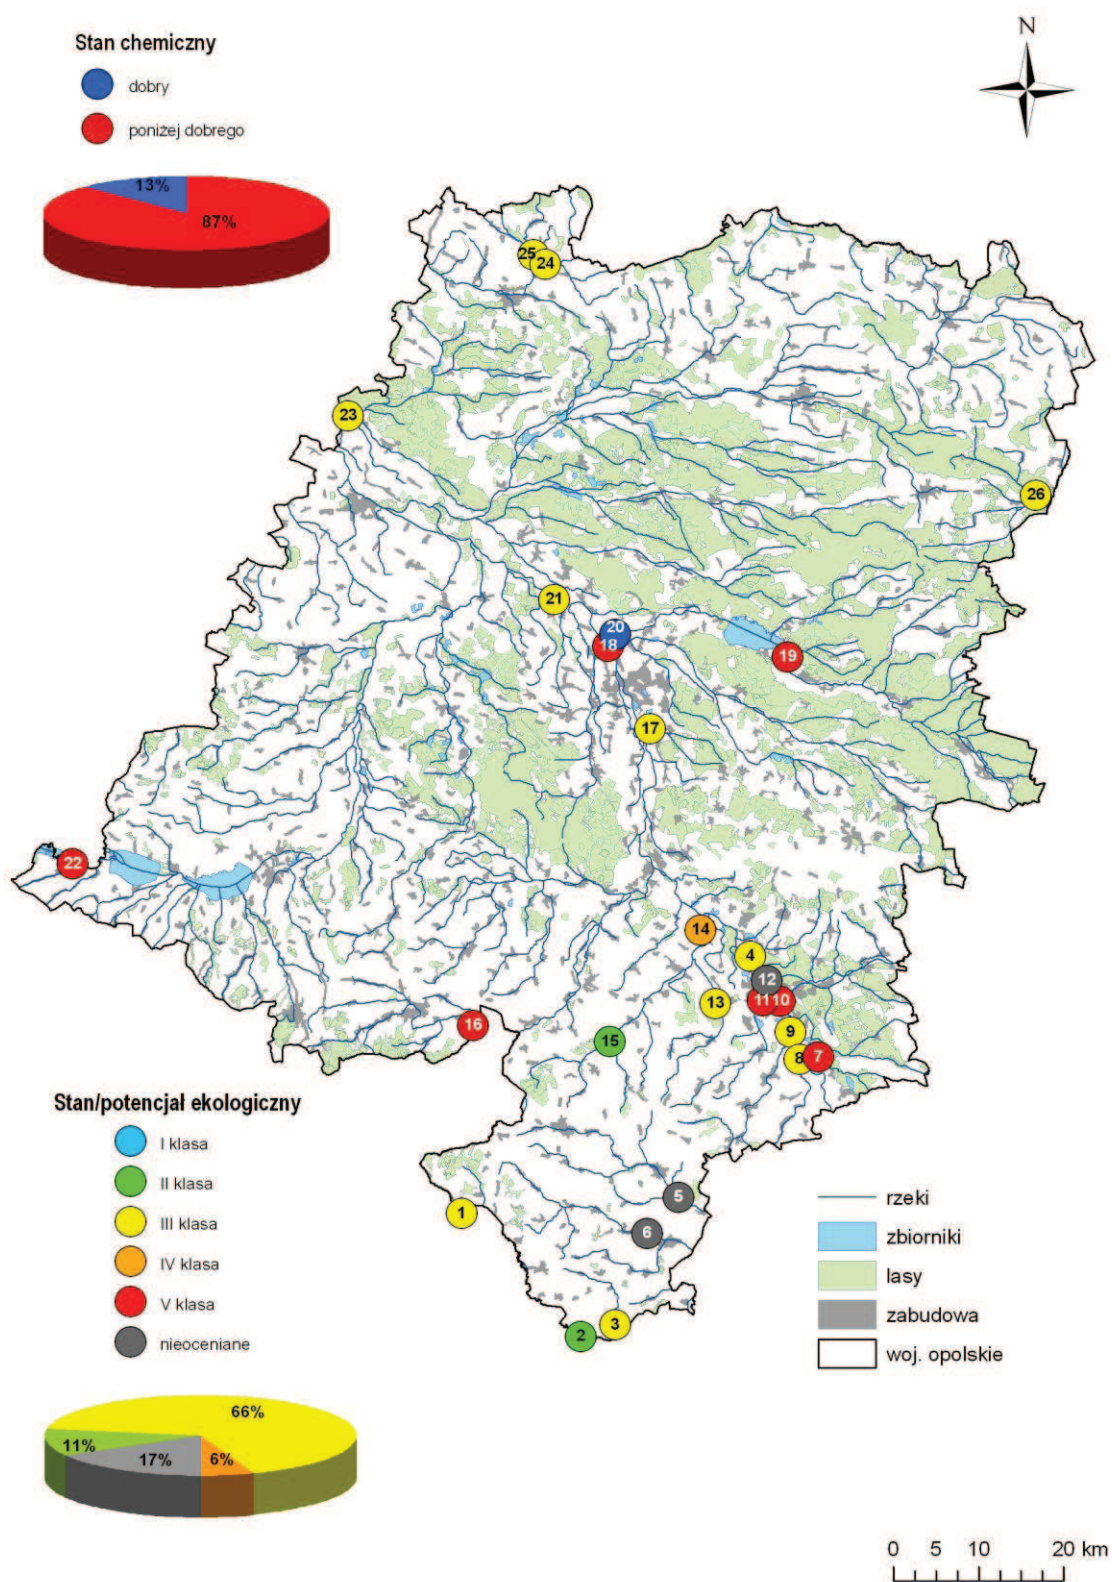 Stan chemiczny
dobry
poniżej dobrego
13%
87%
N
25
24
23
26
21
20
18
19
17
22
14
4
12
11 10
13
16
9
15
8 7
5
1
6
3
2
Stan/potencjał ekologiczny
I klasa
II klasa
III klasa
IV klasa
V klasa
nieoceniane
66%
11%
17%
6%
rzeki
zbiorniki
lasy
zabudowa
woj. opolskie
0 5 10 20 km